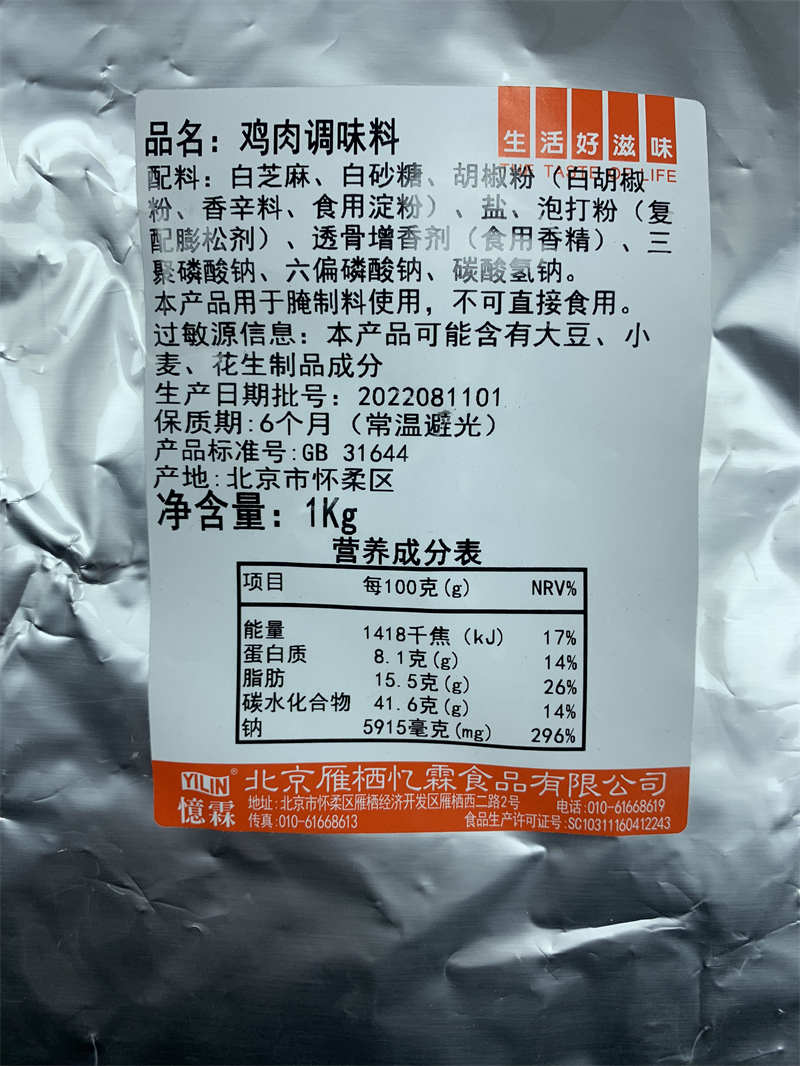 生活好滋味
THE TASTE OF LIFE
品名：鸡肉调味料
配料：白芝麻、白砂糖、胡椒粉（白胡椒
粉、香辛料、食用淀粉）、盐、泡打粉（复
配膨松剂）、透骨增香剂（食用香精）、三
聚磷酸钠、六偏磷酸钠、碳酸氢钠。
本产品用于腌制料使用，不可直接食用。
过敏源信息：本产品可能含有大豆、小
麦、花生制品成分
生产日期批号：2022081101
保质期:6个月（常温避光）
产品标准号:GB 31644
产地:北京市怀柔区
净含量：1Kg
营养成分表
项目 每100克(g) NRV%
能量 1418千焦（kJ） 17%
蛋白质 8.1克(g) 14%
脂肪 15.5克(g) 26%
碳水化合物 41.6克(g) 14%
钠 5915毫克(mg) 296%
YILIN® 北京雁栖忆霖食品有限公司
憶霖 地址:北京市怀柔区雁栖经济开发区雁栖西二路2号 电话:010-61668619
传真:010-61668613 食品生产许可证号:SC10311160412243